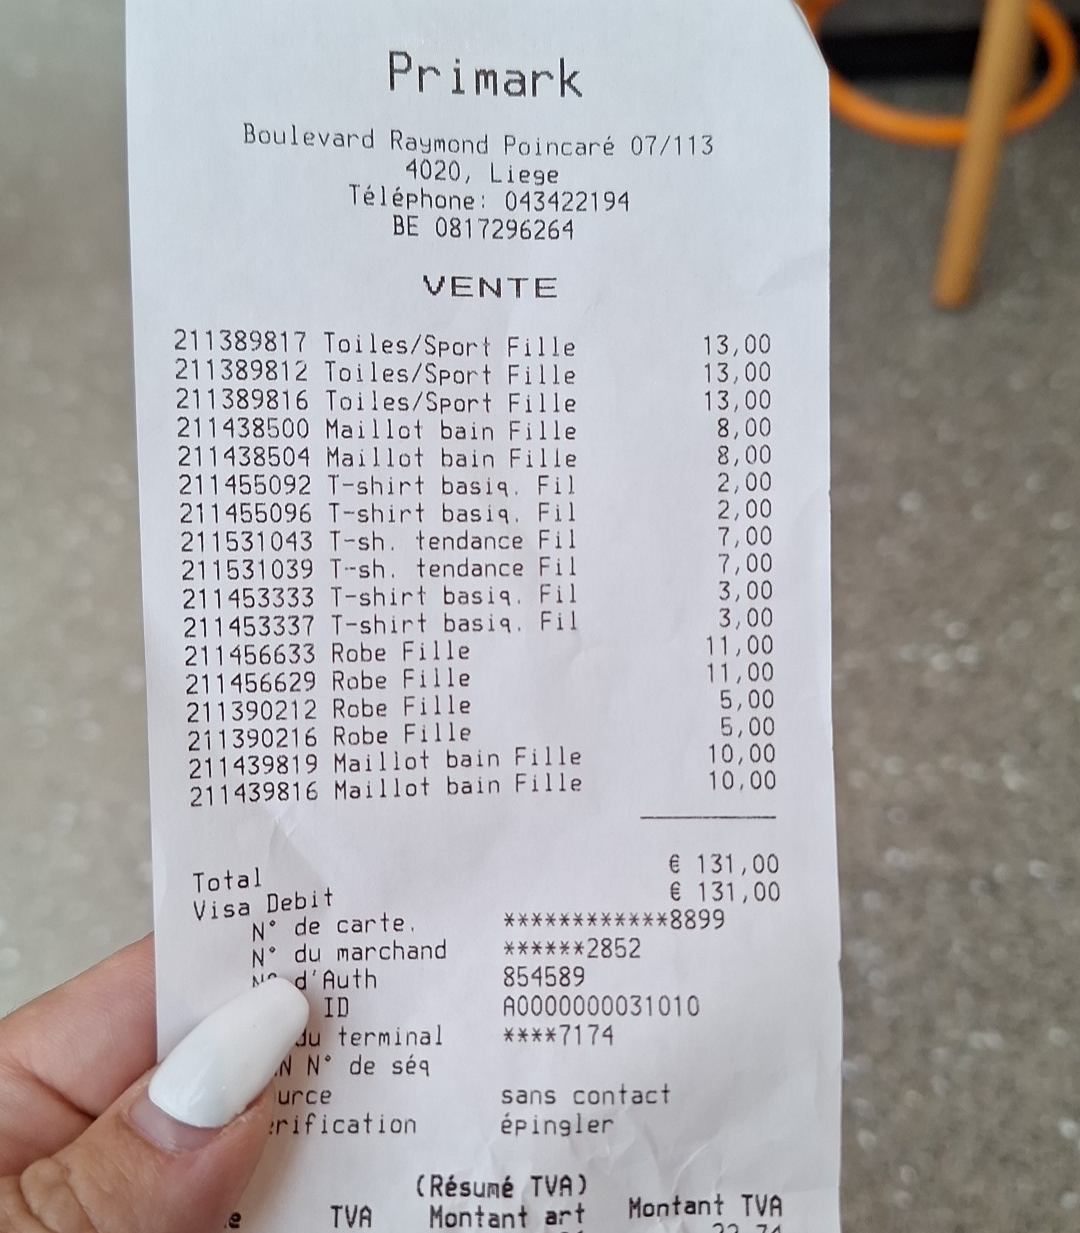 Primark
Boulevard Raymond Poincaré 07/113
4020, Liege
Téléphone: 043422194
BE 0817296264
VENTE
211389817 Toiles/Sport Fille 13,00
211389812 Toiles/Sport Fille 13,00
211389816 Toiles/Sport Fille 13,00
211438500 Maillot bain Fille 8,00
211438504 Maillot bain Fille 8,00
211455092 T-shirt basiq. Fil 2,00
211455096 T-shirt basiq. Fil 2,00
211531043 T-sh. tendance Fil 7,00
211531039 T-sh. tendance Fil 7,00
211453333 T-shirt basiq. Fil 3,00
211453337 T-shirt basiq. Fil 3,00
211456633 Robe Fille 11,00
211456629 Robe Fille 11,00
211390212 Robe Fille 5,00
211390216 Robe Fille 5,00
211439819 Maillot bain Fille 10,00
211439816 Maillot bain Fille 10,00
Total € 131,00
Visa Debit € 131,00
N° de carte. ************8899
N° du marchand ******2852
N° d'Auth 854589
ID A0000000031010
du terminal ****7174
N° de séq
sans contact
épingler
(Résumé TVA)
TVA Montant art Montant TVA